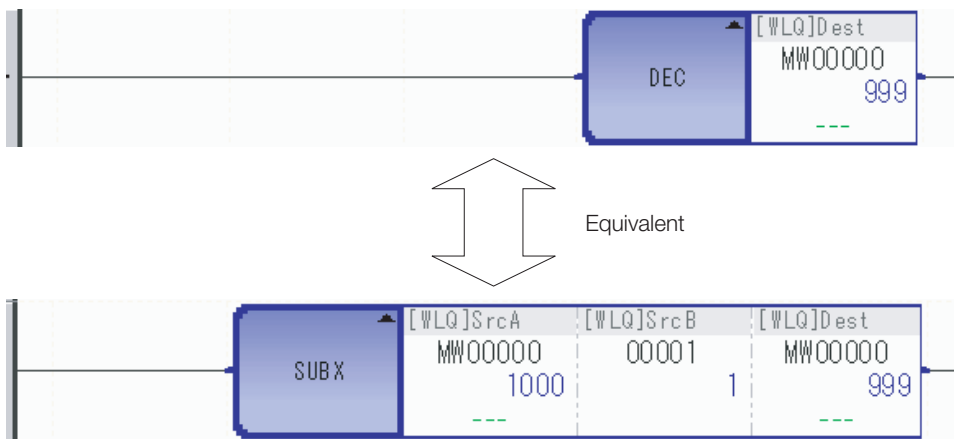 [WLQ]Dest
DEC
MW00000
999
---
Equivalent
[WLQ]SrcA [WLQ]SrcB [WLQ]Dest
SUBX
MW00000 00001 MW00000
1000 1 999
--- ---